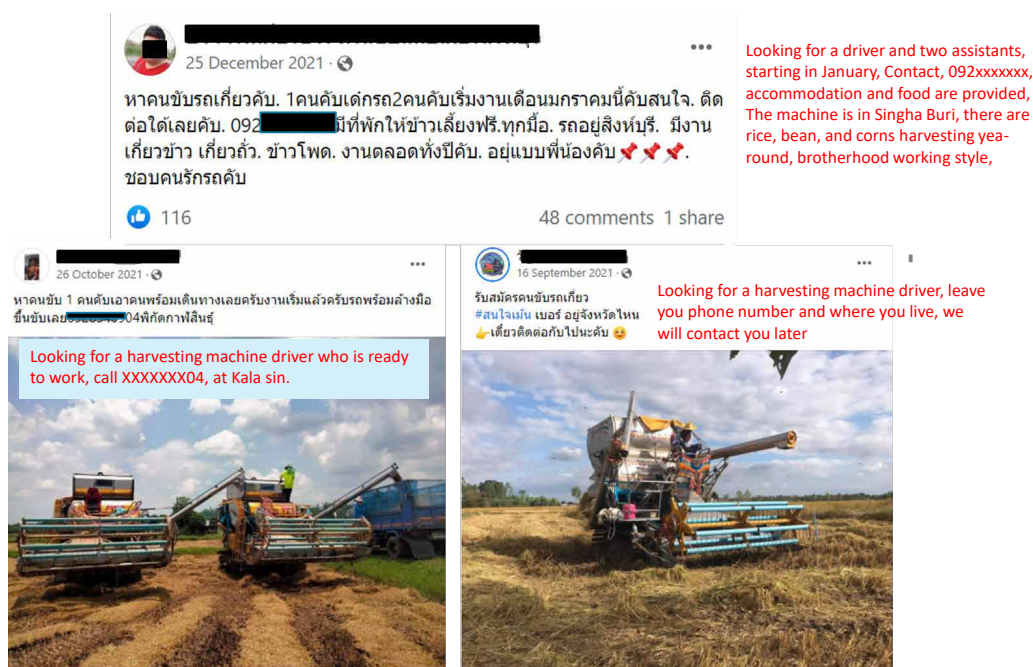 25 December 2021
หาคนขับรถเกี่ยวคับ. 1คนคับเด่กรถ2คนคับเริ่มงานเดือนมกราคมนี้คับสนใจ. ติด
ต่อใด้เลยคับ. 092 มีที่พักให้ข้าวเลี้ยงฟรี.ทุกมื้อ. รถอยู่สิงห์บุรี. มีงาน
เกี่ยวข้าว เกี่ยวถั่ว. ข้าวโพด. งานตลอดทั้งปีคับ. อยู่แบบพี่น้องคับ
ชอบคนรักรถคับ
116
48 comments 1 share
Looking for a driver and two assistants,
starting in January, Contact, 092xxxxxxx,
accommodation and food are provided,
The machine is in Singha Buri, there are
rice, bean, and corns harvesting yea-
round, brotherhood working style,
26 October 2021
หาคนขับ 1 คนคับเอาคนพร้อมเดินทางเลยครับงานเริ่มแล้วครับรถพร้อมล้างมือ
ขึ้นขับเลย 04พิกัดกาฬสินธุ์
Looking for a harvesting machine driver who is ready
to work, call XXXXXXX04, at Kala sin.
16 September 2021
รับสมัครคนขับรถเกี่ยว
#สนใจเม้น เบอร์ อยู่จังหวัดไหน
เดี๋ยวติดต่อกับไปนะคับ
Looking for a harvesting machine driver, leave
you phone number and where you live, we
will contact you later